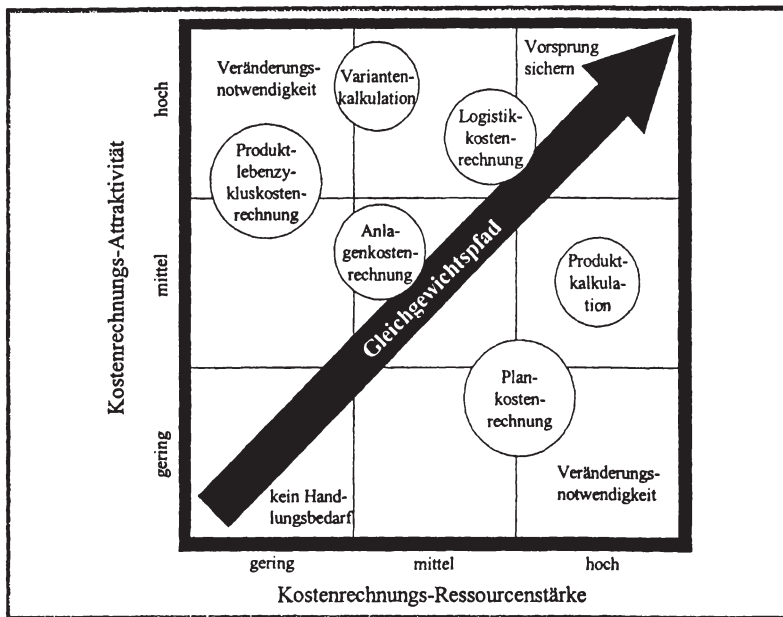 Veränderungs-
notwendigkeit
Varianten-
kalkulation
Vorsprung
sichern
Logistik-
kosten-
rechnung
Produkt-
lebenzy-
kluskosten-
rechnung
Anla-
genkosten-
rechnung
Produkt-
kalkula-
tion
Gleichgewichtspfad
Plan-
kosten-
rechnung
Veränderungs-
notwendigkeit
kein Hand-
lungsbedarf
Kostenrechnungs-Attraktivität
hoch
mittel
gering
gering
mittel
hoch
Kostenrechnungs-Ressourcenstärke